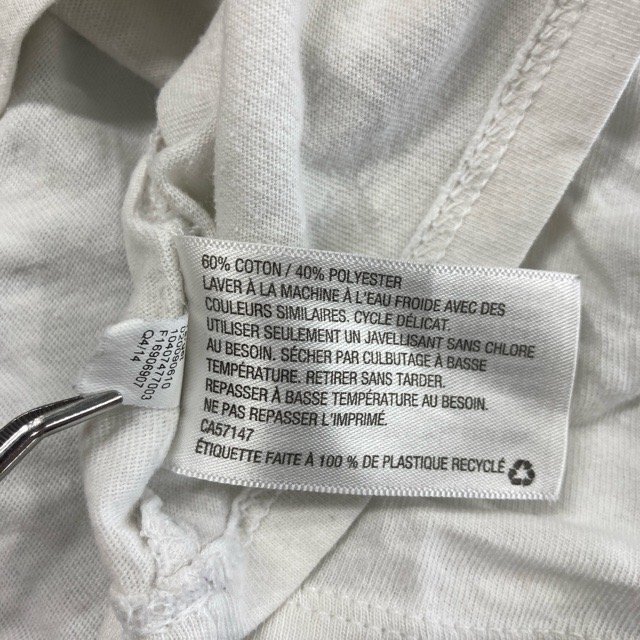 60% COTON / 40% POLYESTER
LAVER À LA MACHINE À L'EAU FROIDE AVEC DES
COULEURS SIMILAIRES. CYCLE DÉLICAT.
UTILISER SEULEMENT UN JAVELLISANT SANS CHLORE
AU BESOIN. SÉCHER PAR CULBUTAGE À BASSE
TEMPÉRATURE. RETIRER SANS TARDER.
REPASSER À BASSE TEMPÉRATURE AU BESOIN.
NE PAS REPASSER L'IMPRIMÉ.
CA57147
ÉTIQUETTE FAITE À 100 % DE PLASTIQUE RECYCLÉ
10407477003
F16906907
Q4/14